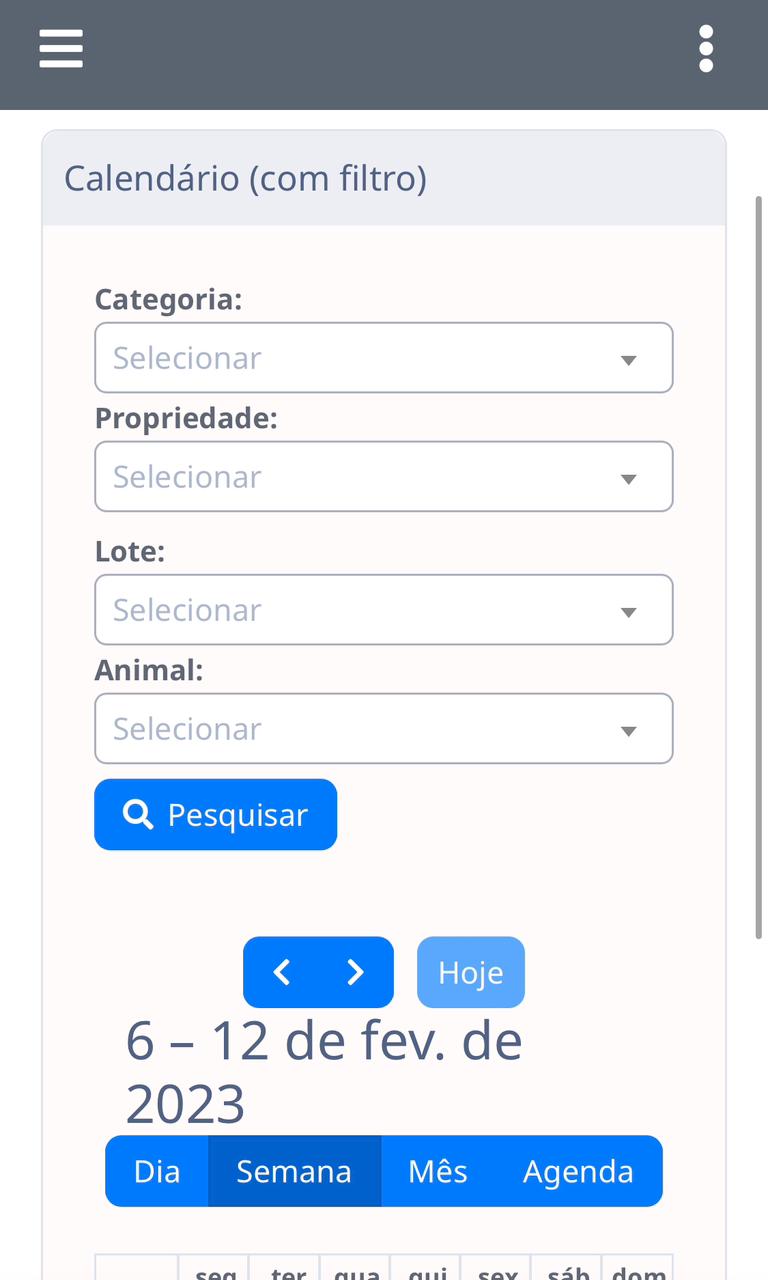 Calendário (com filtro)
Categoria:
Selecionar
Propriedade:
Selecionar
Lote:
Selecionar
Animal:
Selecionar
Pesquisar
Hoje
6 – 12 de fev. de
2023
Dia Semana Mês Agenda
seg ter qua qui sex sáb dom